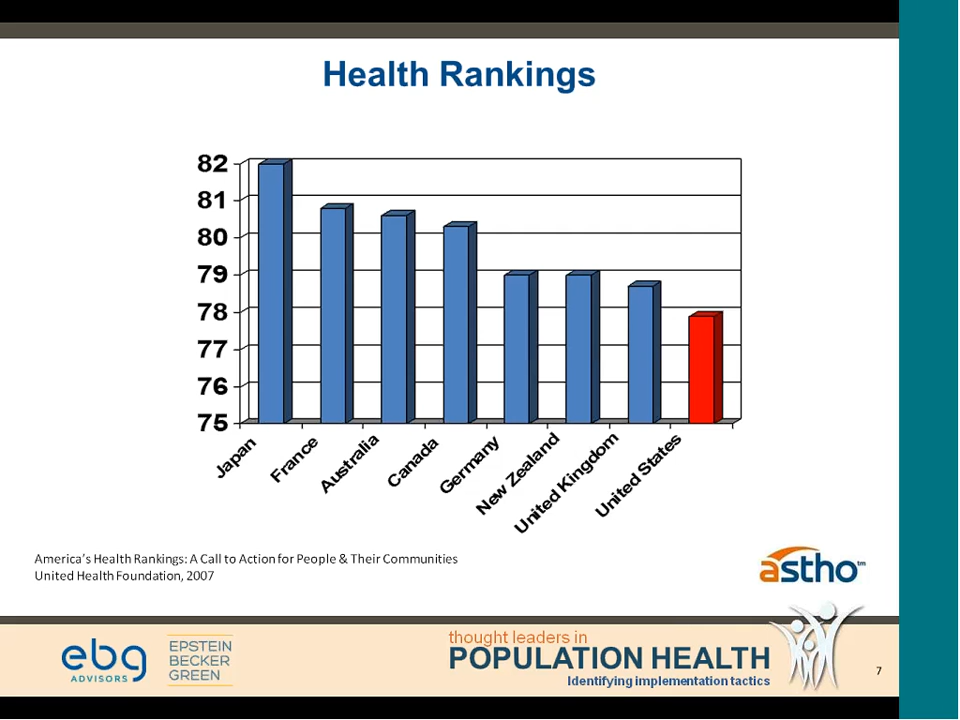 Health Rankings
82
81
80
79
78
77
76
75
Japan
France
Australia
Canada
Germany
New Zealand
United Kingdom
United States
America's Health Rankings: A Call to Action for People & Their Communities
United Health Foundation, 2007
astho™
ebg
ADVISORS
EPSTEIN
BECKER
GREEN
thought leaders in
POPULATION HEALTH
Identifying implementation tactics
7